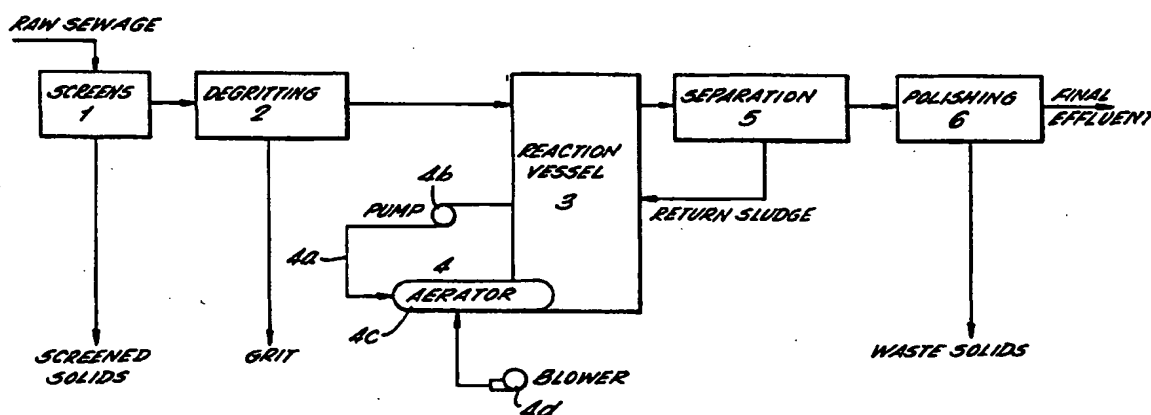 RAW SEWAGE
SCREENS
1
DEGRITTING
2
REACTION
VESSEL
3
SEPARATION
5
POLISHING
6
FINAL
EFFLUENT
4b
PUMP
RETURN SLUDGE
4a
4
AERATOR
4c
SCREENED
SOLIDS
GRIT
WASTE SOLIDS
BLOWER
4d